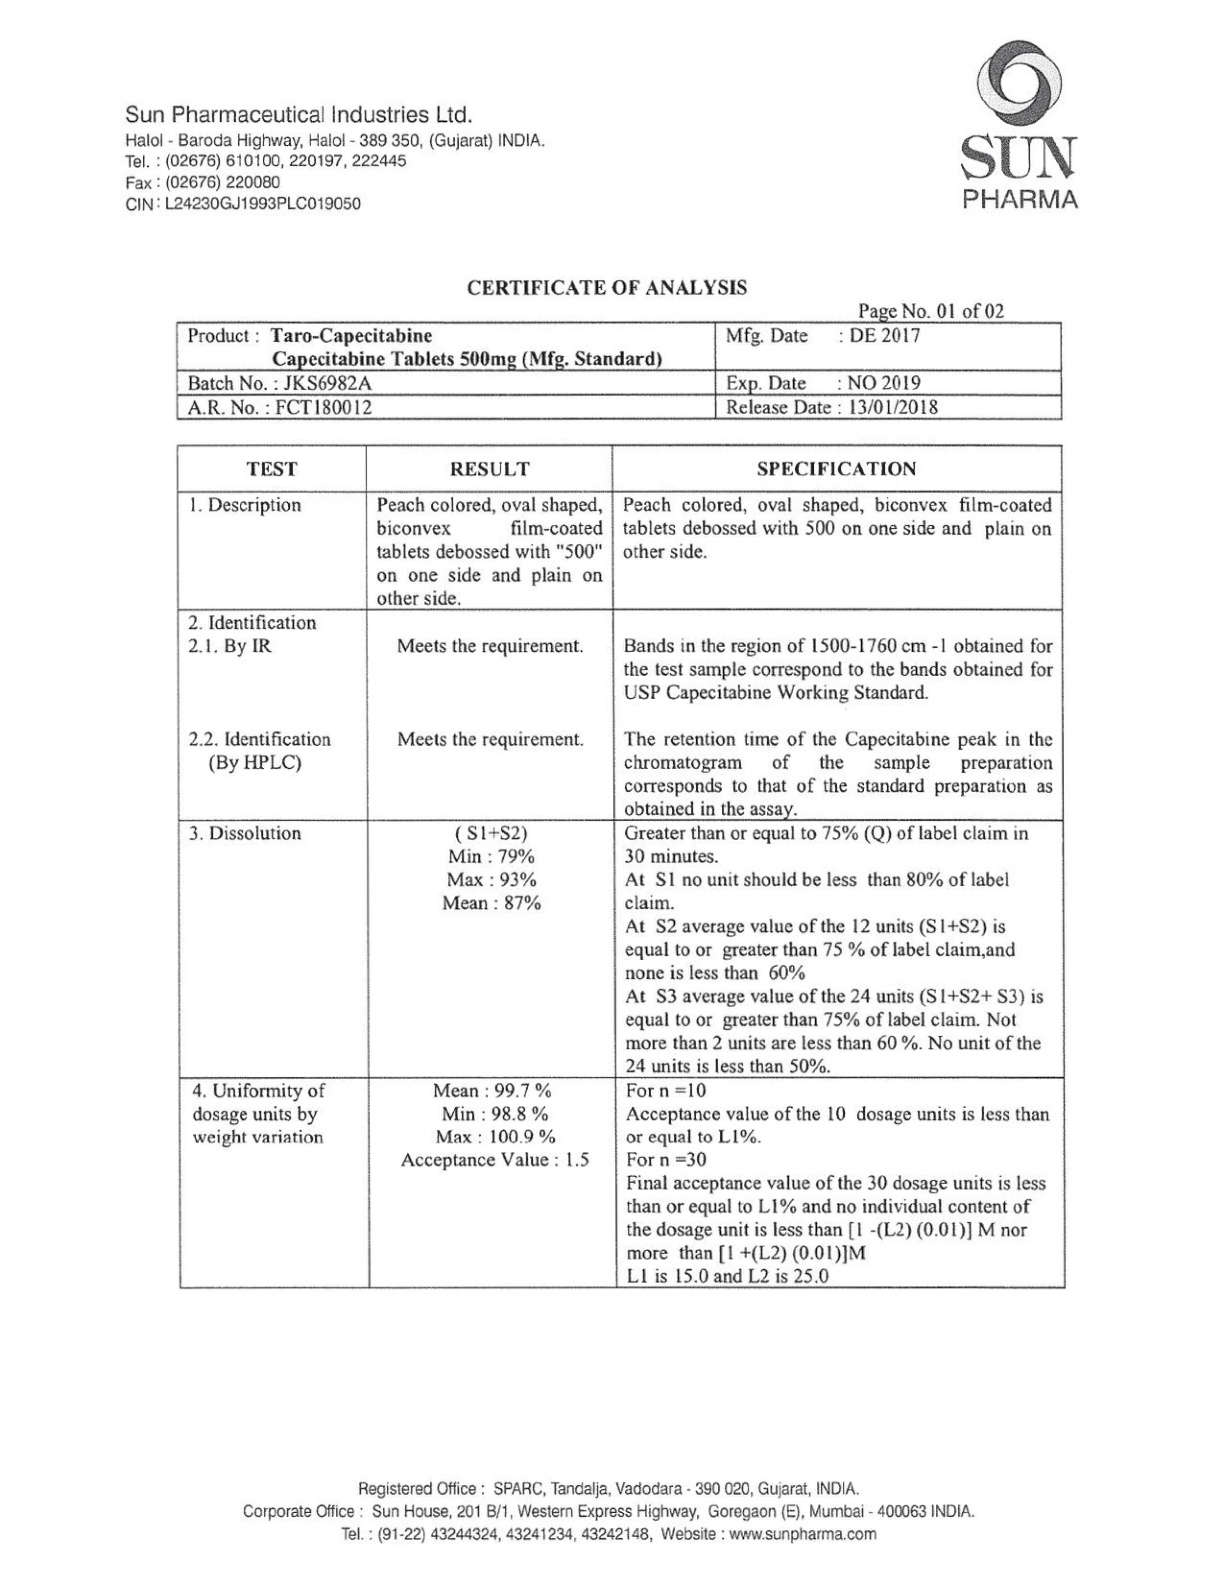 Sun Pharmaceutical Industries Ltd.
Halol - Baroda Highway, Halol - 389 350, (Gujarat) INDIA.
Tel. : (02676) 610100, 220197, 222445
Fax : (02676) 220080
CIN : L24230GJ1993PLC019050
SUN
PHARMA
CERTIFICATE OF ANALYSIS
Page No. 01 of 02
Product : Taro-Capecitabine
Capecitabine Tablets 500mg (Mfg. Standard)
Mfg. Date : DE 2017
Batch No. : JKS6982A
Exp. Date : NO 2019
A.R. No. : FCT180012
Release Date : 13/01/2018
TEST
RESULT
SPECIFICATION
1. Description
Peach colored, oval shaped,
biconvex film-coated
tablets debossed with "500"
on one side and plain on
other side.
Peach colored, oval shaped, biconvex film-coated
tablets debossed with 500 on one side and plain on
other side.
2. Identification
2.1. By IR
Meets the requirement.
Bands in the region of 1500-1760 cm -1 obtained for
the test sample correspond to the bands obtained for
USP Capecitabine Working Standard.
2.2. Identification
(By HPLC)
Meets the requirement.
The retention time of the Capecitabine peak in the
chromatogram of the sample preparation
corresponds to that of the standard preparation as
obtained in the assay.
3. Dissolution
( S1+S2)
Min : 79%
Max : 93%
Mean : 87%
Greater than or equal to 75% (Q) of label claim in
30 minutes.
At S1 no unit should be less than 80% of label
claim.
At S2 average value of the 12 units (S1+S2) is
equal to or greater than 75 % of label claim,and
none is less than 60%
At S3 average value of the 24 units (S1+S2+ S3) is
equal to or greater than 75% of label claim. Not
more than 2 units are less than 60 %. No unit of the
24 units is less than 50%.
4. Uniformity of
dosage units by
weight variation
Mean : 99.7 %
Min : 98.8 %
Max : 100.9 %
Acceptance Value : 1.5
For n =10
Acceptance value of the 10 dosage units is less than
or equal to L1%.
For n =30
Final acceptance value of the 30 dosage units is less
than or equal to L1% and no individual content of
the dosage unit is less than [1 -(L2) (0.01)] M nor
more than [1 +(L2) (0.01)]M
L1 is 15.0 and L2 is 25.0
Registered Office : SPARC, Tandalja, Vadodara - 390 020, Gujarat, INDIA.
Corporate Office : Sun House, 201 B/1, Western Express Highway, Goregaon (E), Mumbai - 400063 INDIA.
Tel. : (91-22) 43244324, 43241234, 43242148, Website : www.sunpharma.com